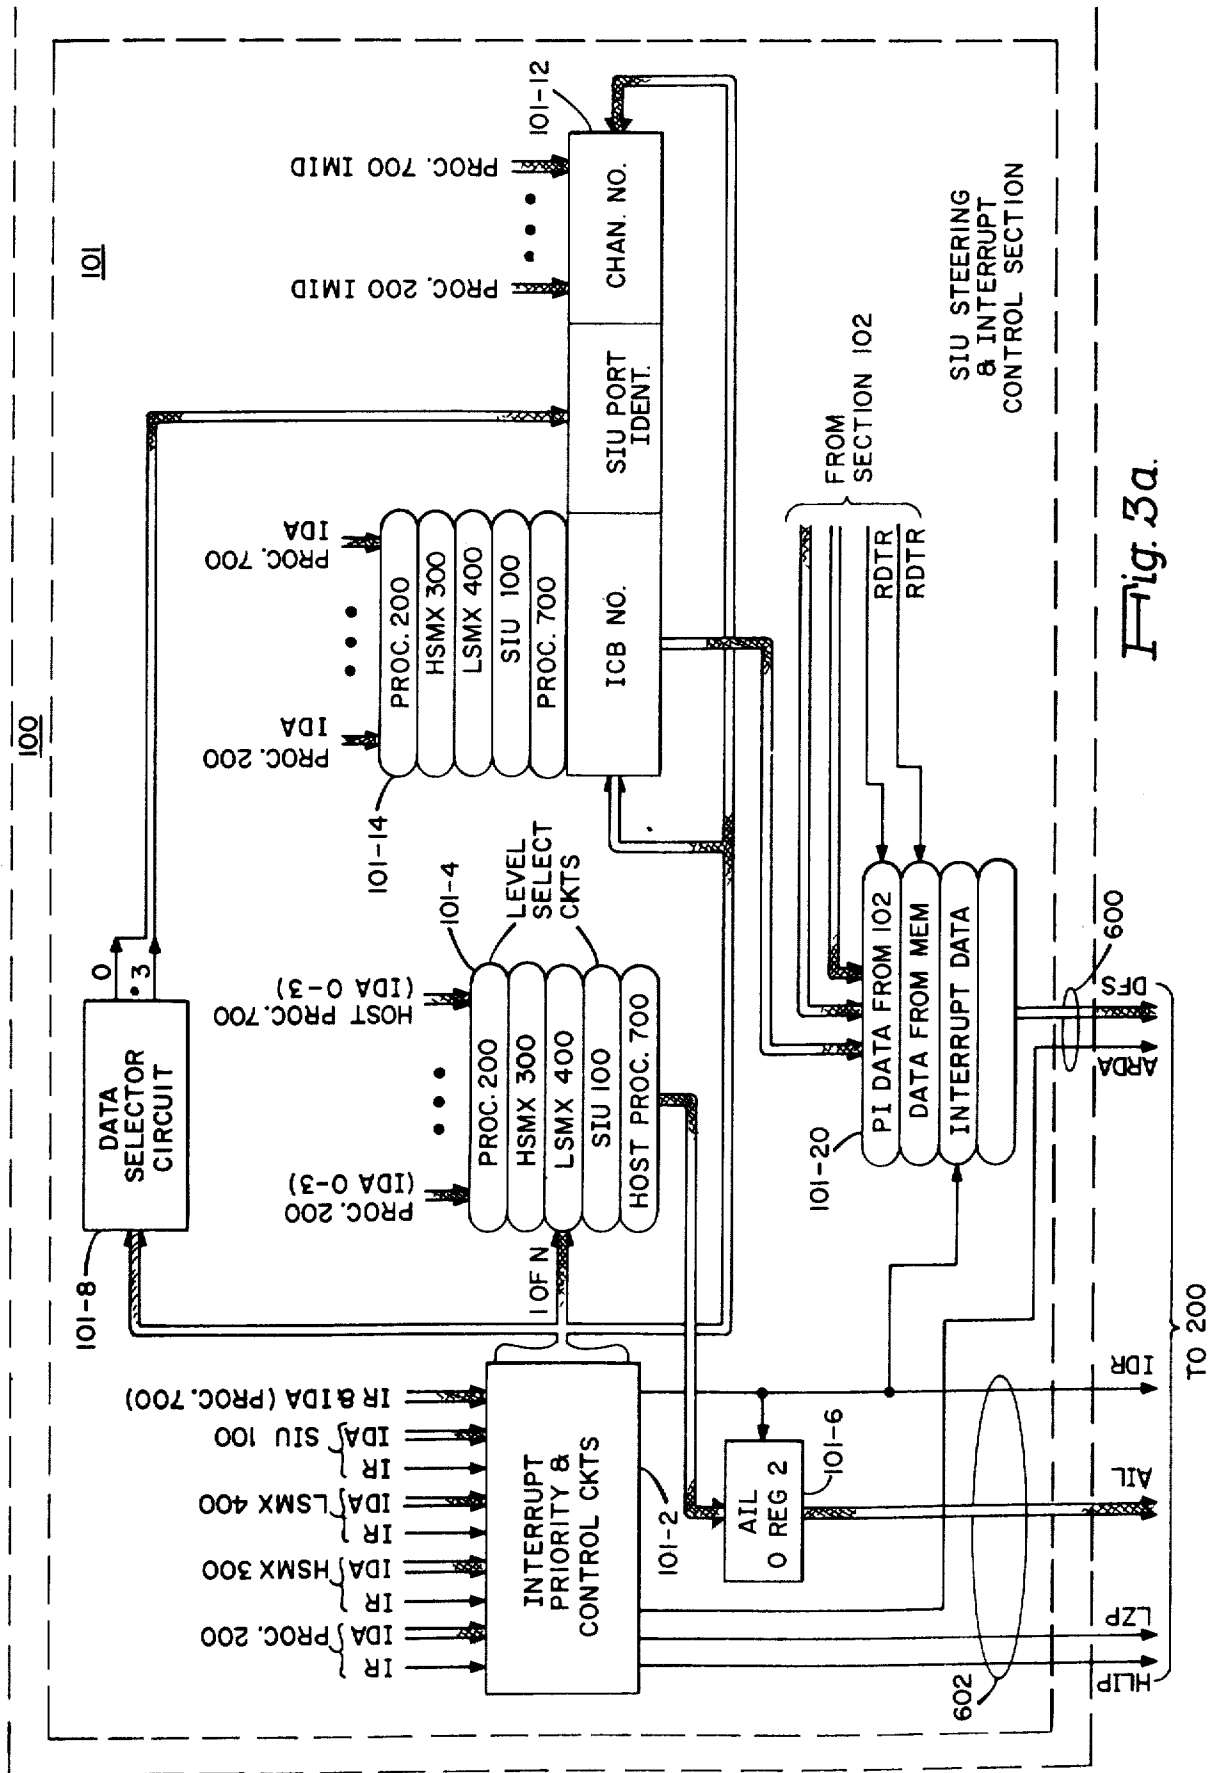 100
101
DATA
SELECTOR
CIRCUIT
0
3
101-8
101-12
PROC. 200 IMID
PROC. 700 IMID
PROC. 200
IDA
PROC. 700
IDA
101-14
PROC. 200
HSMX 300
LSMX 400
SIU 100
PROC. 700
ICB NO.
SIU PORT
IDENT.
CHAN. NO.
PROC. 200
(IDA 0-3)
HOST PROC. 700
(IDA 0-3)
101-4
LEVEL
SELECT
CKTS
PROC. 200
HSMX 300
LSMX 400
SIU 100
HOST PROC. 700
1 OF N
IR
IDA
PROC. 200
IR
IDA
HSMX 300
IR
IDA
LSMX 400
IR
IDA
SIU 100
IR & IDA (PROC. 700)
INTERRUPT
PRIORITY &
CONTROL CKTS
101-2
AIL
0 REG 2
101-6
FROM
SECTION 102
RDTR
RDTR
101-20
PI DATA FROM 102
DATA FROM MEM
INTERRUPT DATA
SIU STEERING
& INTERRUPT
CONTROL SECTION
602
600
HLIP
LZP
AIL
IDR
ARDA
DFS
TO 200
Fig. 3a.